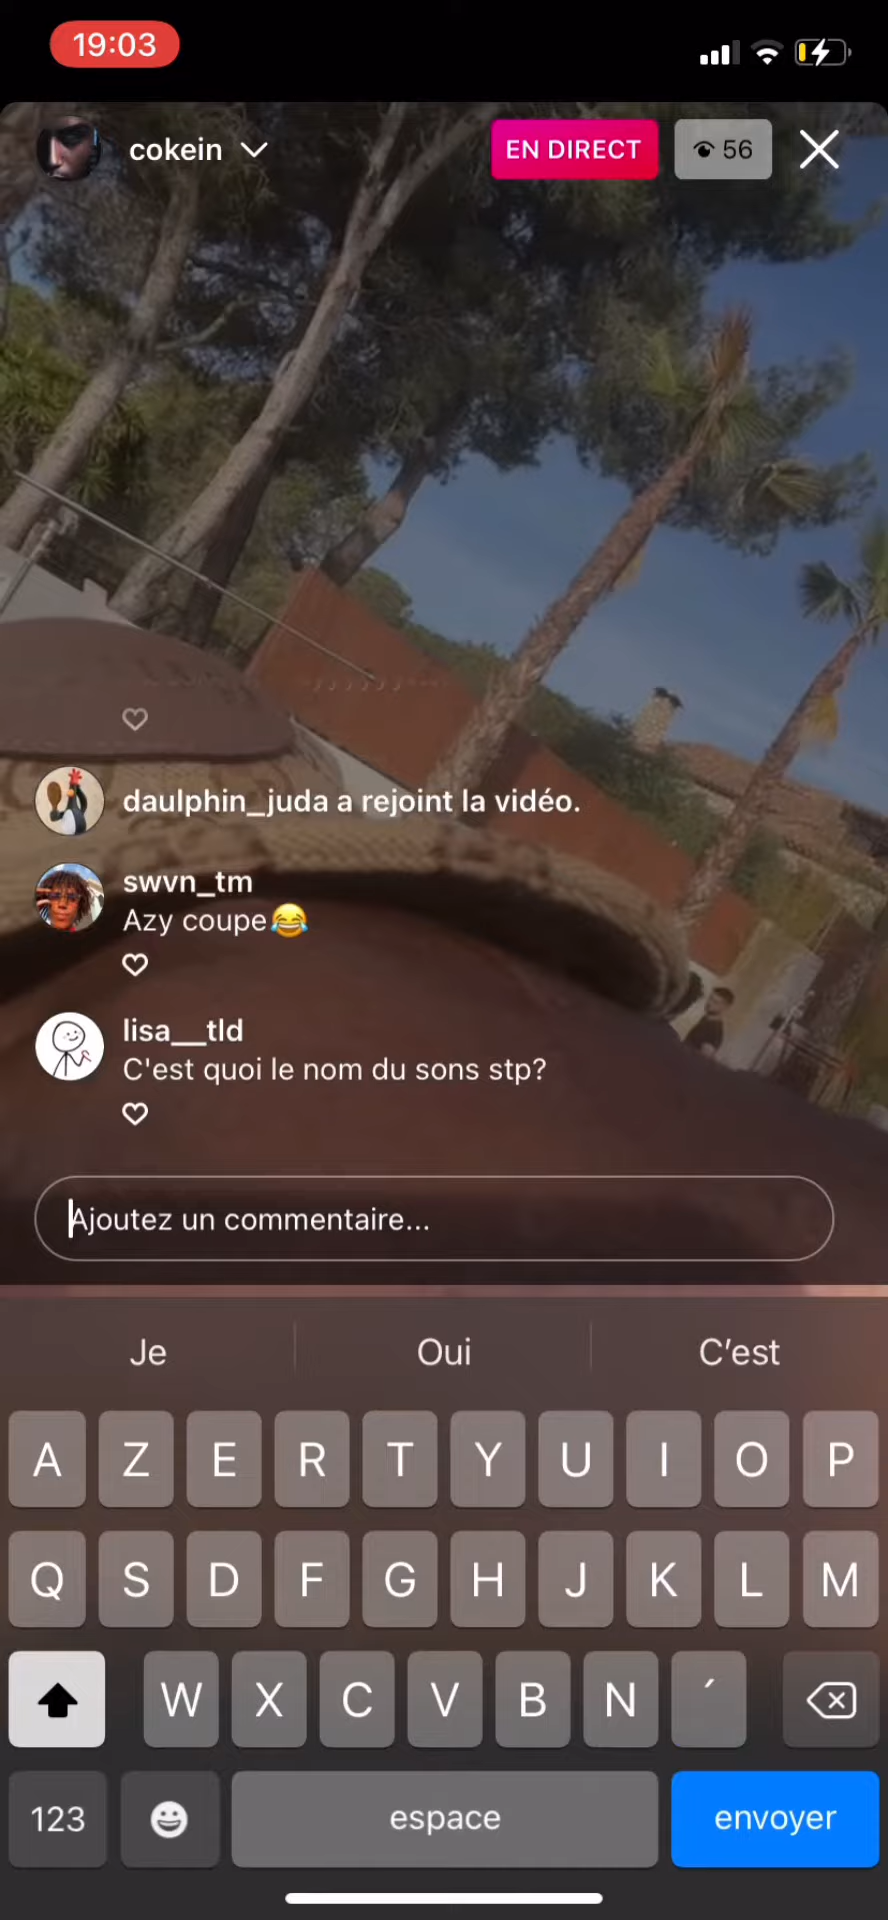 19:03
cokein
EN DIRECT
56
daulphin_juda a rejoint la vidéo.
swvn_tm
Azy coupe😂
lisa__tld
C'est quoi le nom du sons stp?
Ajoutez un commentaire...
Je Oui C’est
A Z E R T Y U I O P
Q S D F G H J K L M
W X C V B N ´
123 espace envoyer